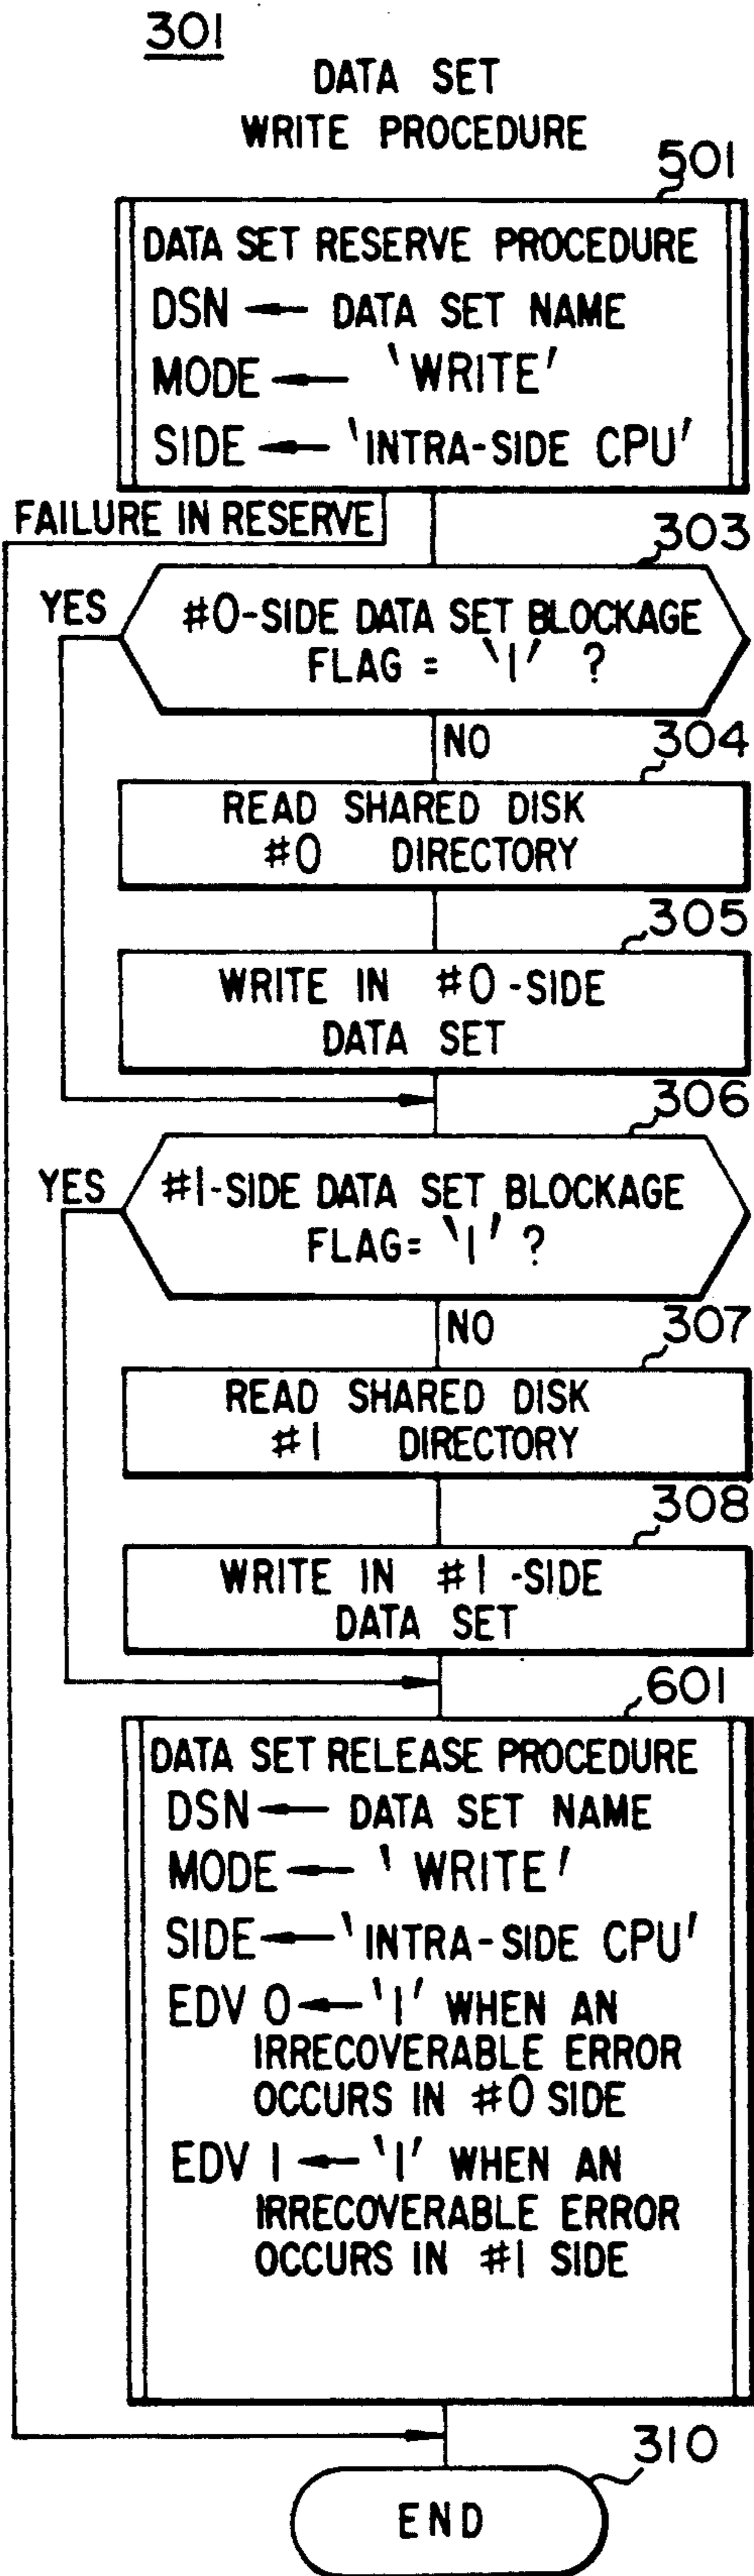 301
DATA SET
WRITE PROCEDURE
501
DATA SET RESERVE PROCEDURE
DSN ← DATA SET NAME
MODE ← 'WRITE'
SIDE ← 'INTRA-SIDE CPU'
FAILURE IN RESERVE
303
YES
#0-SIDE DATA SET BLOCKAGE
FLAG = '1' ?
NO
304
READ SHARED DISK
#0 DIRECTORY
305
WRITE IN #0-SIDE
DATA SET
306
YES
#1-SIDE DATA SET BLOCKAGE
FLAG= '1' ?
NO
307
READ SHARED DISK
#1 DIRECTORY
308
WRITE IN #1-SIDE
DATA SET
601
DATA SET RELEASE PROCEDURE
DSN ← DATA SET NAME
MODE ← 'WRITE'
SIDE ← 'INTRA-SIDE CPU'
EDV 0 ← '1' WHEN AN
IRRECOVERABLE ERROR
OCCURS IN #0 SIDE
EDV 1 ← '1' WHEN AN
IRRECOVERABLE ERROR
OCCURS IN #1 SIDE
310
END